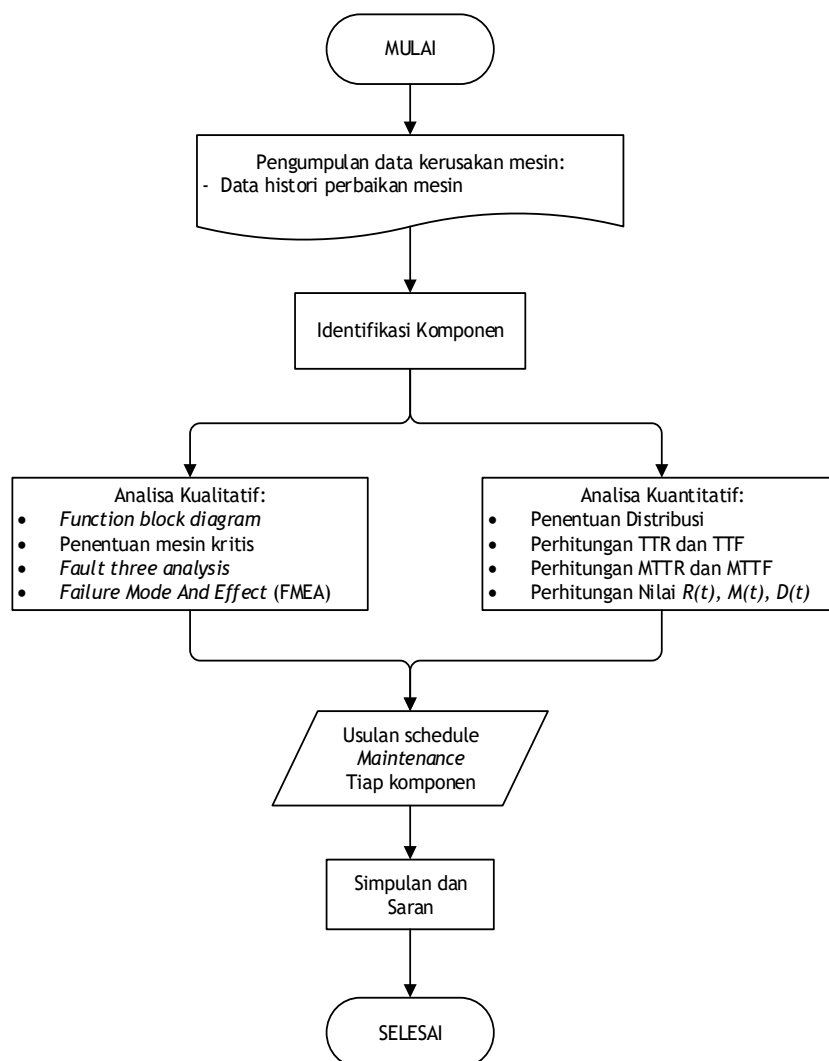 MULAI
Pengumpulan data kerusakan mesin:
- Data histori perbaikan mesin
Identifikasi Komponen
Analisa Kualitatif:
• Function block diagram
• Penentuan mesin kritis
• Fault three analysis
• Failure Mode And Effect (FMEA)
Analisa Kuantitatif:
• Penentuan Distribusi
• Perhitungan TTR dan TTF
• Perhitungan MTTR dan MTTF
• Perhitungan Nilai R(t), M(t), D(t)
Usulan schedule
Maintenance
Tiap komponen
Simpulan dan
Saran
SELESAI